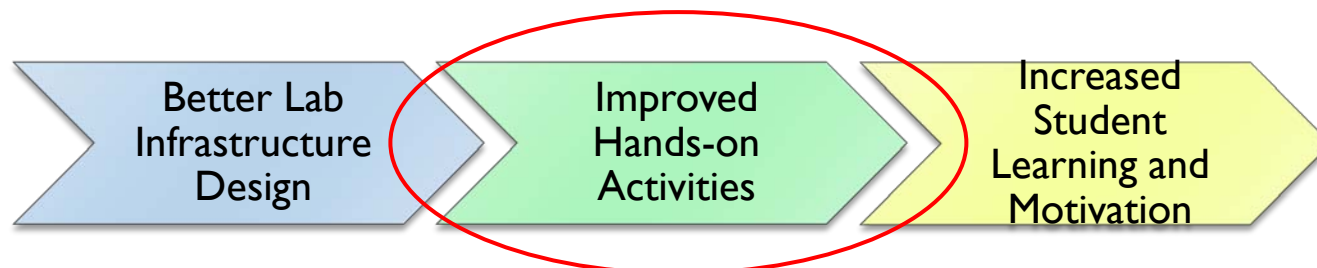 Better Lab
Infrastructure
Design
Improved
Hands-on
Activities
Increased
Student
Learning and
Motivation